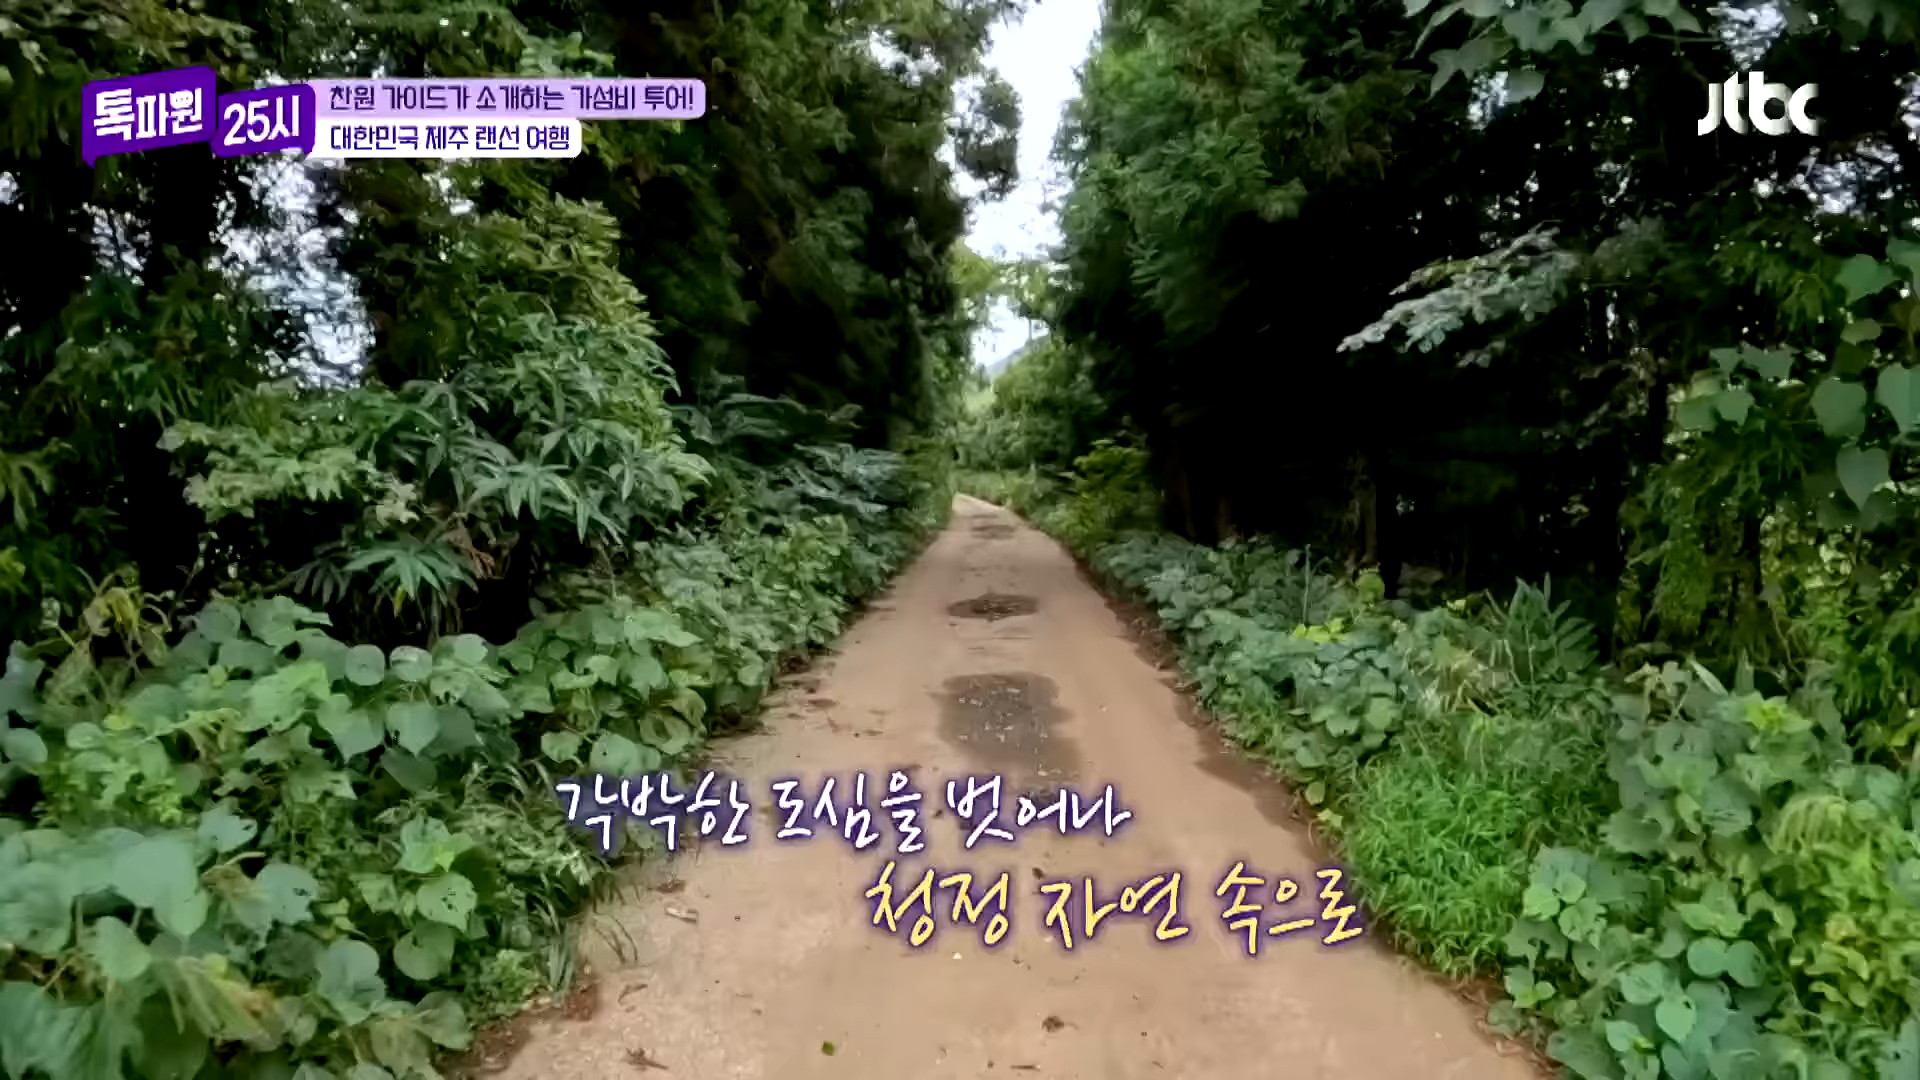 톡파원 25시
찬원 가이드가 소개하는 가섬비 투어!
대한민국 제주 랜선 여행
jtbc
각박한 도심을 벗어나
청정 자연 속으로